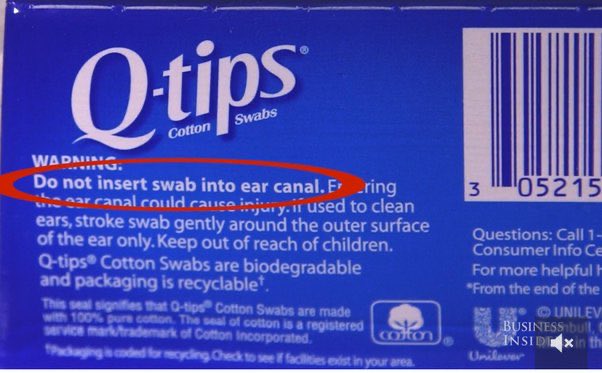 Q-tips®
Cotton Swabs
WARNING:
Do not insert swab into ear canal. Entering
the ear canal could cause injury. If used to clean
ears, stroke swab gently around the outer surface
of the ear only. Keep out of reach of children.
Q-tips® Cotton Swabs are biodegradable
and packaging is recyclable†.
This seal signifies that Q-tips® Cotton Swabs are made
with 100% pure cotton. The seal of cotton is a registered
service mark/trademark of Cotton Incorporated.
†Packaging is coded for recycling. Check to see if facilities exist in your area.
cotton
3 05215
Questions: Call 1-
Consumer Info Ce
For more helpful h
*From the end of the
© UNILEV
Unilever
BUSINESS
INSIDER
in the